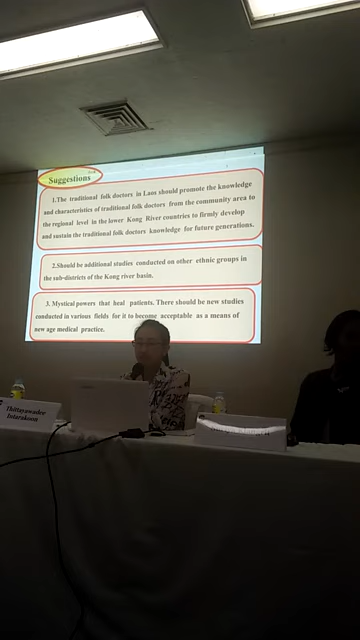 Suggestions
1.The traditional folk doctors in Laos should promote the knowledge
and characteristics of traditional folk doctors from the community area to
the regional level in the lower Kong River countries to firmly develop
and sustain the traditional folk doctors knowledge for future generations.
2.Should be additional studies conducted on other ethnic groups in
the sub-districts of the Kong river basin.
3. Mystical powers that heal patients. There should be new studies
conducted in various fields for it to become acceptable as a means of
new age medical practice.
Thittayawadee
Intarakoon